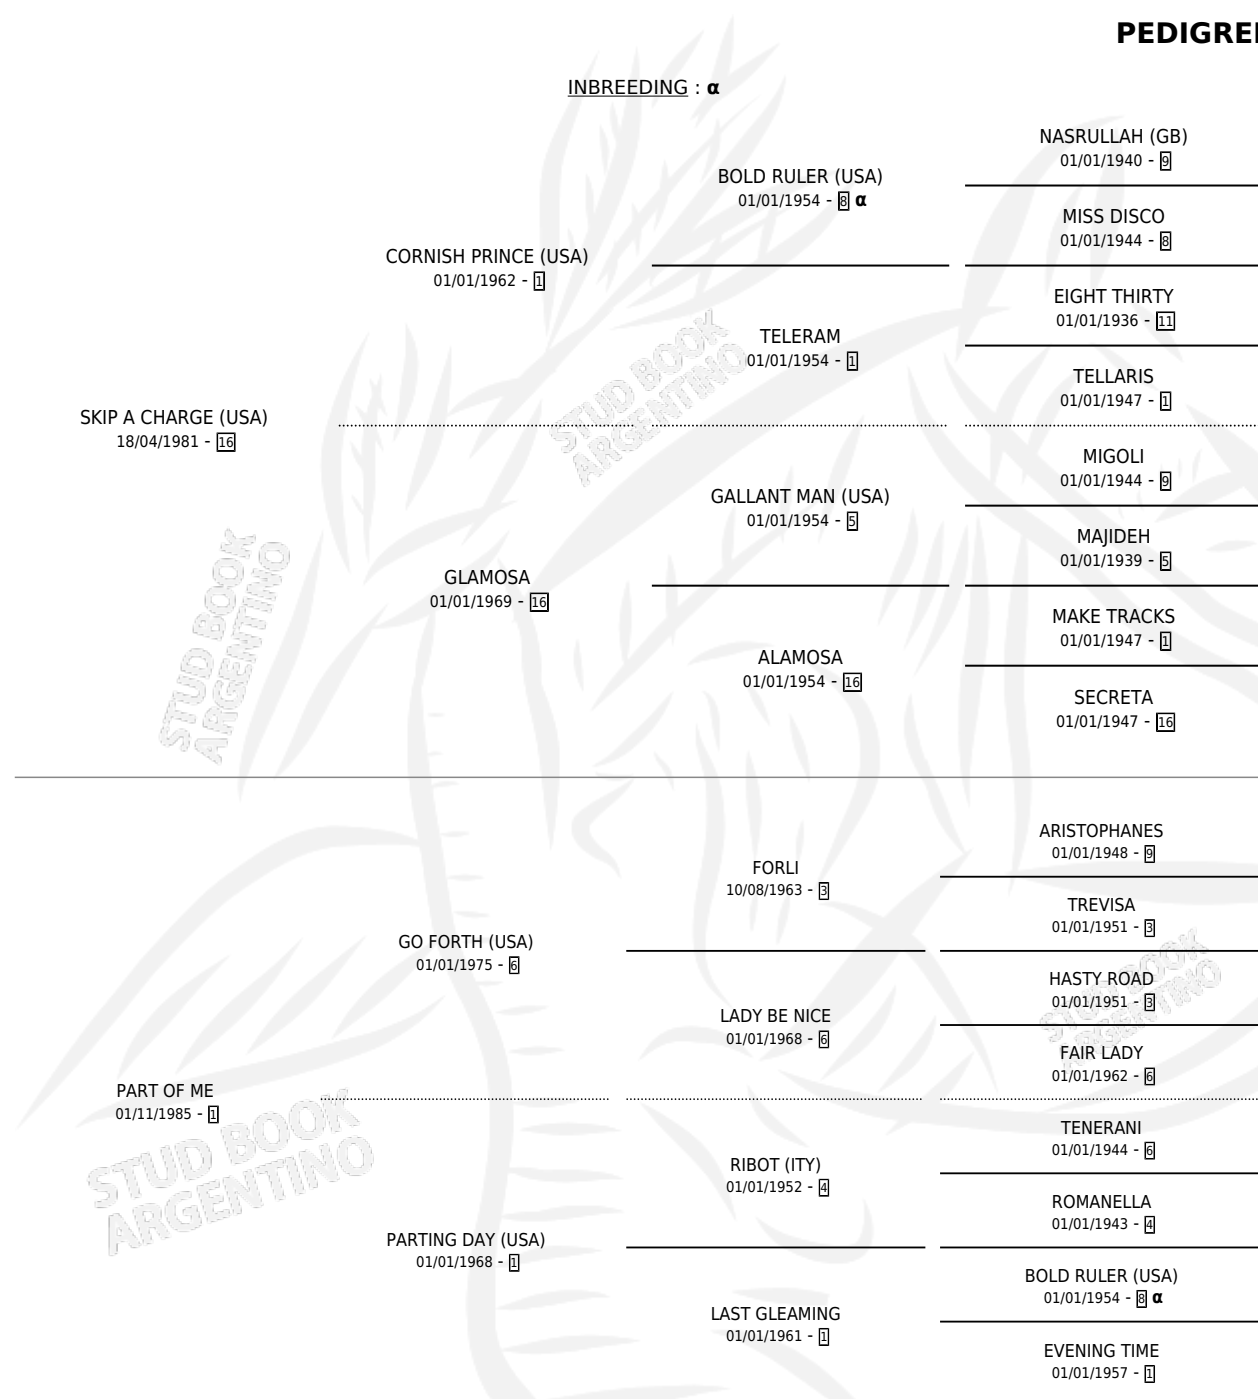 PEDIGREE
INBREEDING : α
NASRULLAH (GB)
01/01/1940 - 9
BOLD RULER (USA)
01/01/1954 - 8 α
MISS DISCO
01/01/1944 - 8
CORNISH PRINCE (USA)
01/01/1962 - 1
EIGHT THIRTY
01/01/1936 - 11
TELERAM
01/01/1954 - 1
TELLARIS
01/01/1947 - 1
SKIP A CHARGE (USA)
18/04/1981 - 16
MIGOLI
01/01/1944 - 9
GALLANT MAN (USA)
01/01/1954 - 5
MAJIDEH
01/01/1939 - 5
GLAMOSA
01/01/1969 - 16
MAKE TRACKS
01/01/1947 - 1
ALAMOSA
01/01/1954 - 16
SECRETA
01/01/1947 - 16
ARISTOPHANES
01/01/1948 - 9
FORLI
10/08/1963 - 3
TREVISA
01/01/1951 - 3
GO FORTH (USA)
01/01/1975 - 6
HASTY ROAD
01/01/1951 - 3
LADY BE NICE
01/01/1968 - 6
FAIR LADY
01/01/1962 - 6
PART OF ME
01/11/1985 - 1
TENERANI
01/01/1944 - 6
RIBOT (ITY)
01/01/1952 - 4
ROMANELLA
01/01/1943 - 4
PARTING DAY (USA)
01/01/1968 - 1
BOLD RULER (USA)
01/01/1954 - 8 α
LAST GLEAMING
01/01/1961 - 1
EVENING TIME
01/01/1957 - 1
STUD BOOK
ARGENTINO
STUD BOOK
ARGENTINO
STUD BOOK
ARGENTINO
STUD BOOK
ARGENTINO